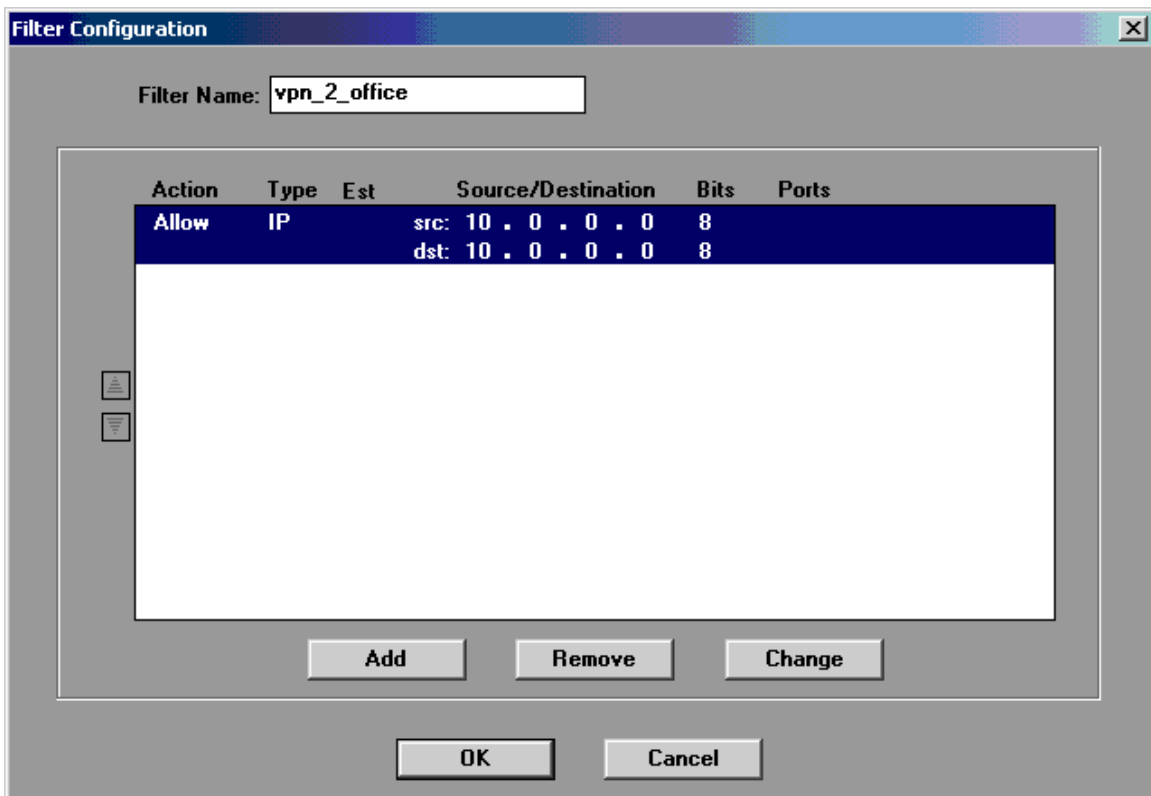 Filter Configuration
Filter Name: vpn_2_office
Action Type Est Source/Destination Bits Ports
Allow IP src: 10 . 0 . 0 . 0 8
dst: 10 . 0 . 0 . 0 8
Add Remove Change
OK Cancel